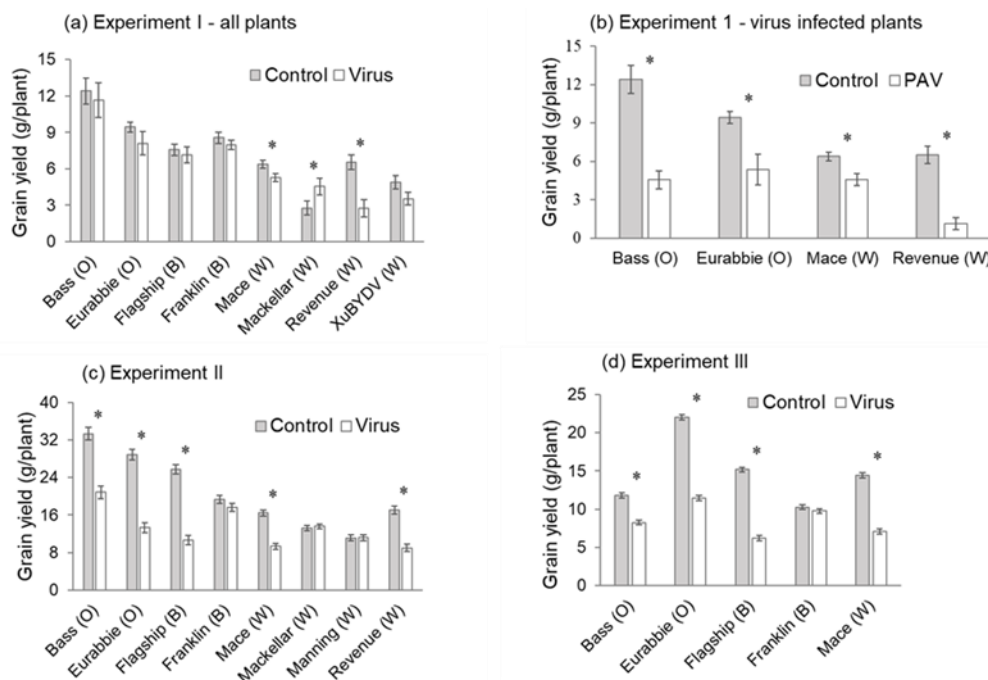 (a) Experiment I - all plants
Grain yield (g/plant)
15
12
9
6
3
0
Control Virus
* * *
Bass (O) Eurabbie (O) Flagship (B) Franklin (B) Mace (W) Mackellar (W) Revenue (W) XuBYDV (W)
(b) Experiment 1 - virus infected plants
Grain yield (g/plant)
15
12
9
6
3
0
Control PAV
* * * *
Bass (O) Eurabbie (O) Mace (W) Revenue (W)
(c) Experiment II
Grain yield (g/plant)
40
32
24
16
8
0
Control Virus
* * * * *
Bass (O) Eurabbie (O) Flagship (B) Franklin (B) Mace (W) Mackellar (W) Manning (W) Revenue (W)
(d) Experiment III
Grain yield (g/plant)
25
20
15
10
5
0
Control Virus
* * * *
Bass (O) Eurabbie (O) Flagship (B) Franklin (B) Mace (W)